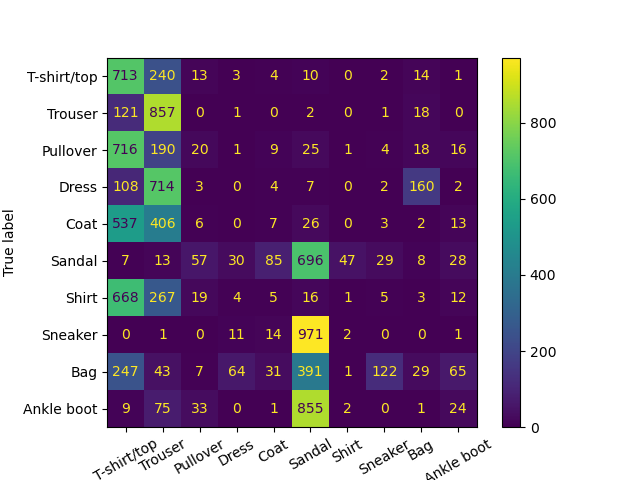 T-shirt/top 713 240 13 3 4 10 0 2 14 1
Trouser 121 857 0 1 0 2 0 1 18 0
Pullover 716 190 20 1 9 25 1 4 18 16
Dress 108 714 3 0 4 7 0 2 160 2
Coat 537 406 6 0 7 26 0 3 2 13
Sandal 7 13 57 30 85 696 47 29 8 28
Shirt 668 267 19 4 5 16 1 5 3 12
Sneaker 0 1 0 11 14 971 2 0 0 1
Bag 247 43 7 64 31 391 1 122 29 65
Ankle boot 9 75 33 0 1 855 2 0 1 24
T-shirt/top Trouser Pullover Dress Coat Sandal Shirt Sneaker Bag Ankle boot
True label
800
600
400
200
0